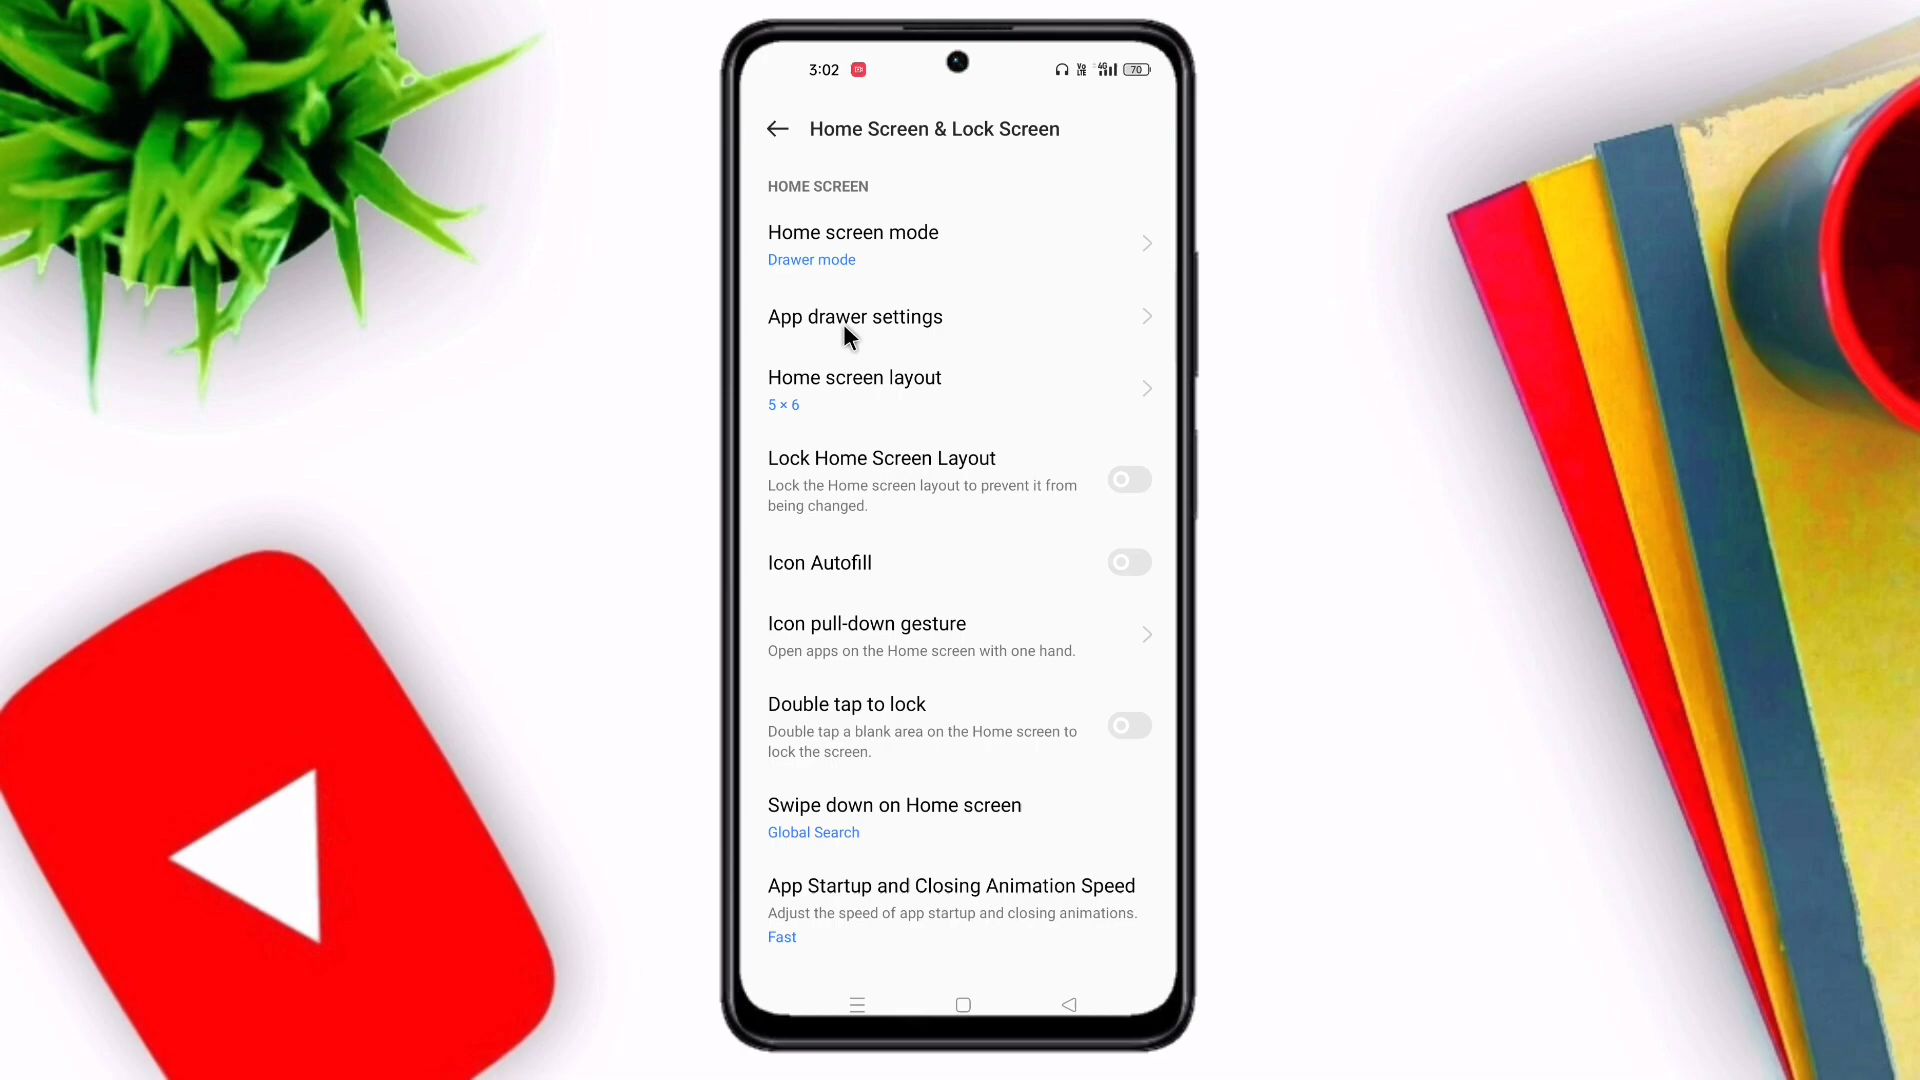 3:02
Vo LTE 4G 70
Home Screen & Lock Screen
HOME SCREEN
Home screen mode
Drawer mode
App drawer settings
Home screen layout
5 × 6
Lock Home Screen Layout
Lock the Home screen layout to prevent it from
being changed.
Icon Autofill
Icon pull-down gesture
Open apps on the Home screen with one hand.
Double tap to lock
Double tap a blank area on the Home screen to
lock the screen.
Swipe down on Home screen
Global Search
App Startup and Closing Animation Speed
Adjust the speed of app startup and closing animations.
Fast